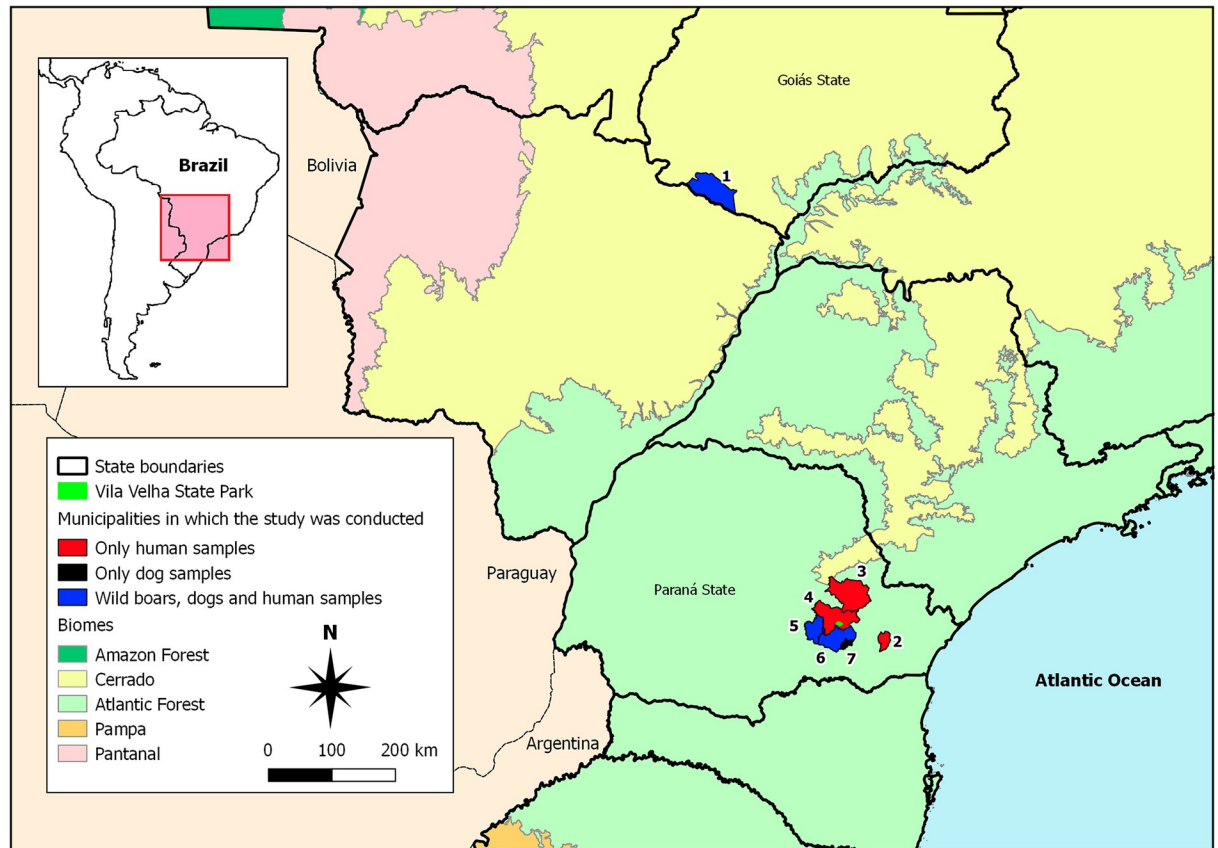 Goiás State
Bolivia
Brazil
1
State boundaries
Vila Velha State Park
Municipalities in which the study was conducted
Only human samples
Only dog samples
Wild boars, dogs and human samples
Biomes
Amazon Forest
Cerrado
Atlantic Forest
Pampa
Pantanal
N
0 100 200 km
Paraguay
Paraná State
3
4
5
2
6
7
Atlantic Ocean
Argentina